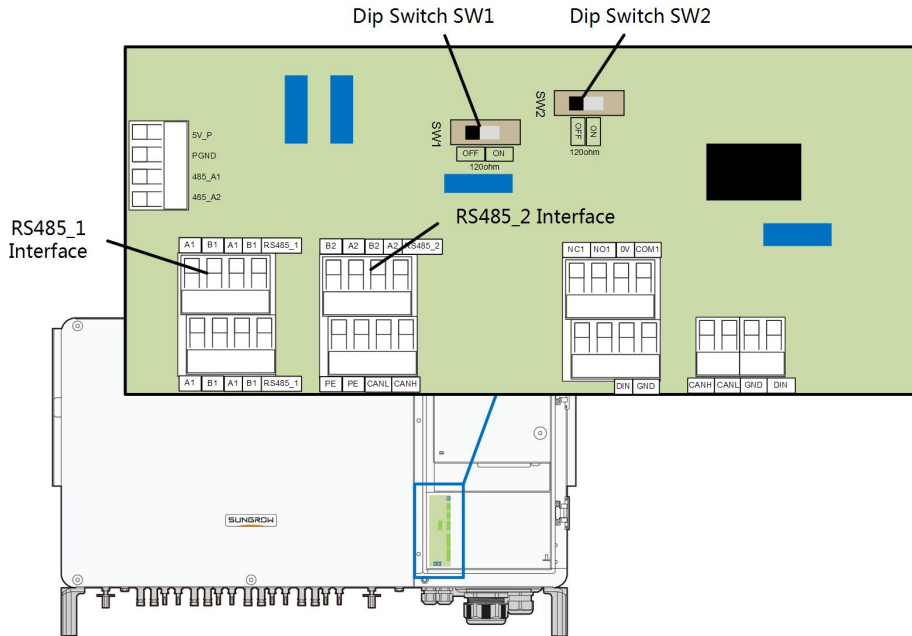 Dip Switch SW1
Dip Switch SW2
SW2
OFF
ON
120ohm
SW1
OFF ON
120ohm
5V_P
PGND
485_A1
485_A2
RS485_1
Interface
RS485_2 Interface
A1 B1 A1 B1 RS485_1
B2 A2 B2 A2 RS485_2
NC1 NO1 0V COM1
A1 B1 A1 B1 RS485_1
PE PE CANL CANH
DIN GND
CANH CANL GND DIN
SUNGROW